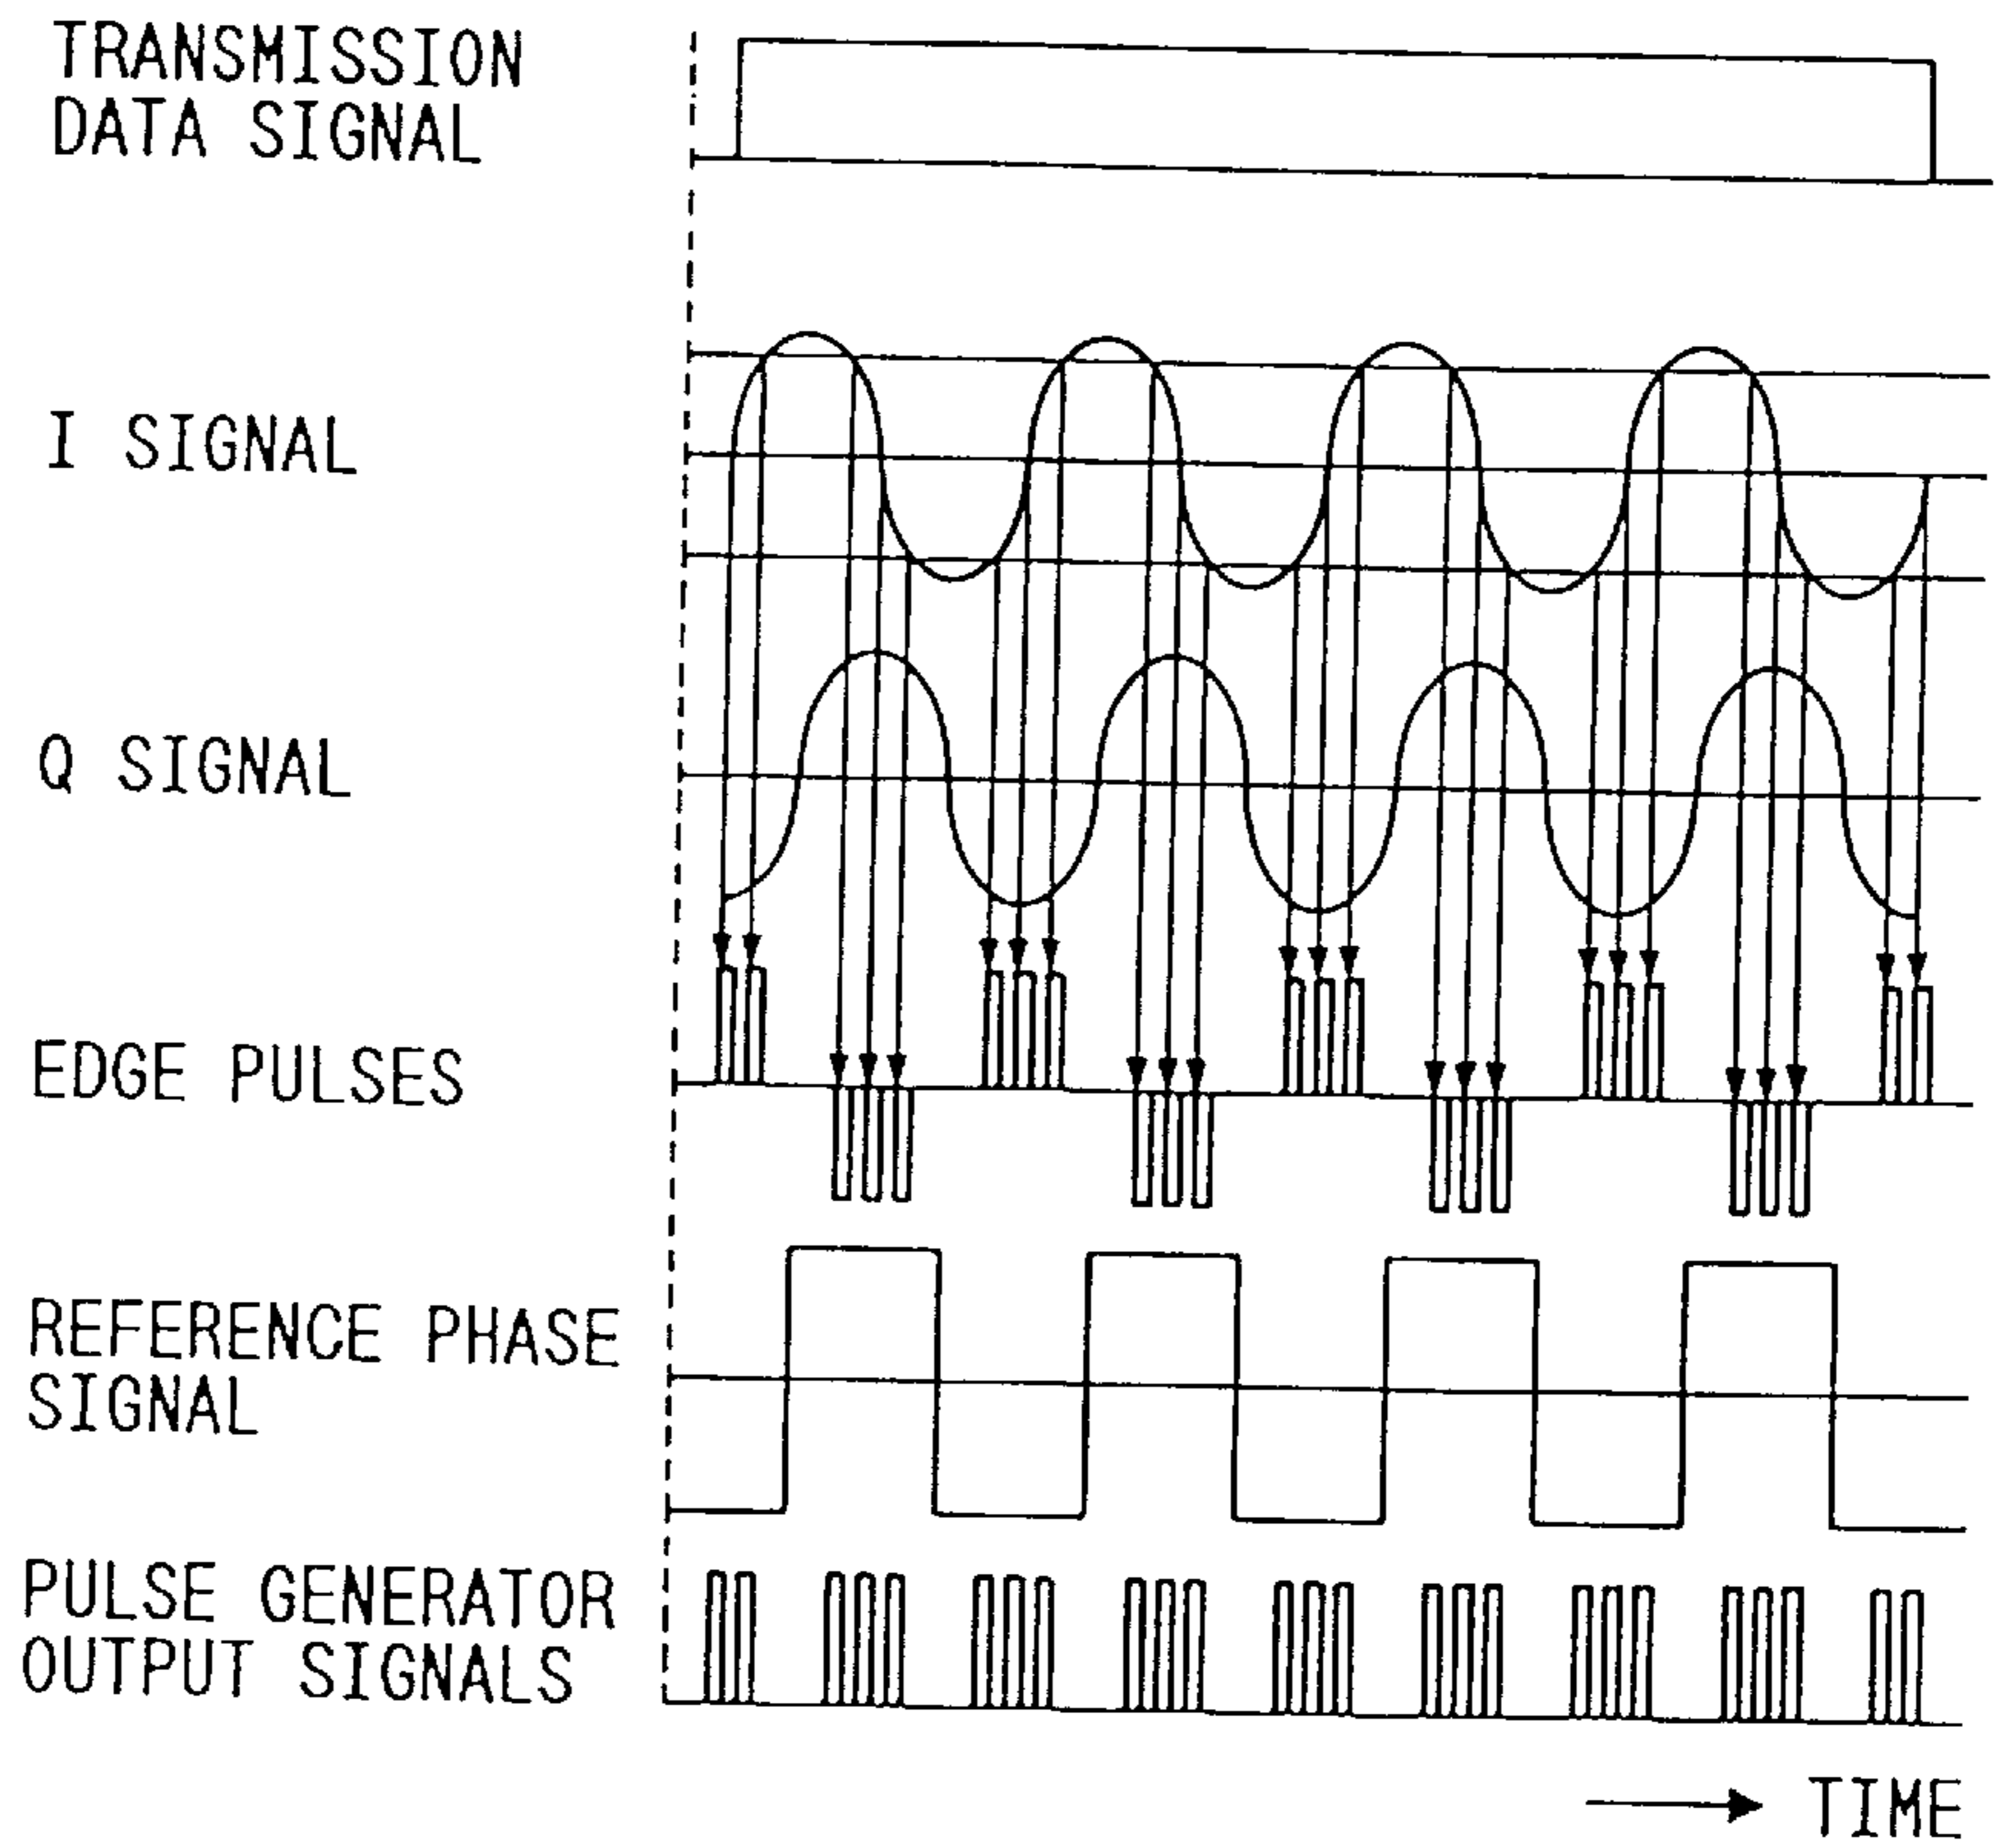 TRANSMISSION
DATA SIGNAL
I SIGNAL
Q SIGNAL
EDGE PULSES
REFERENCE PHASE
SIGNAL
PULSE GENERATOR
OUTPUT SIGNALS
TIME